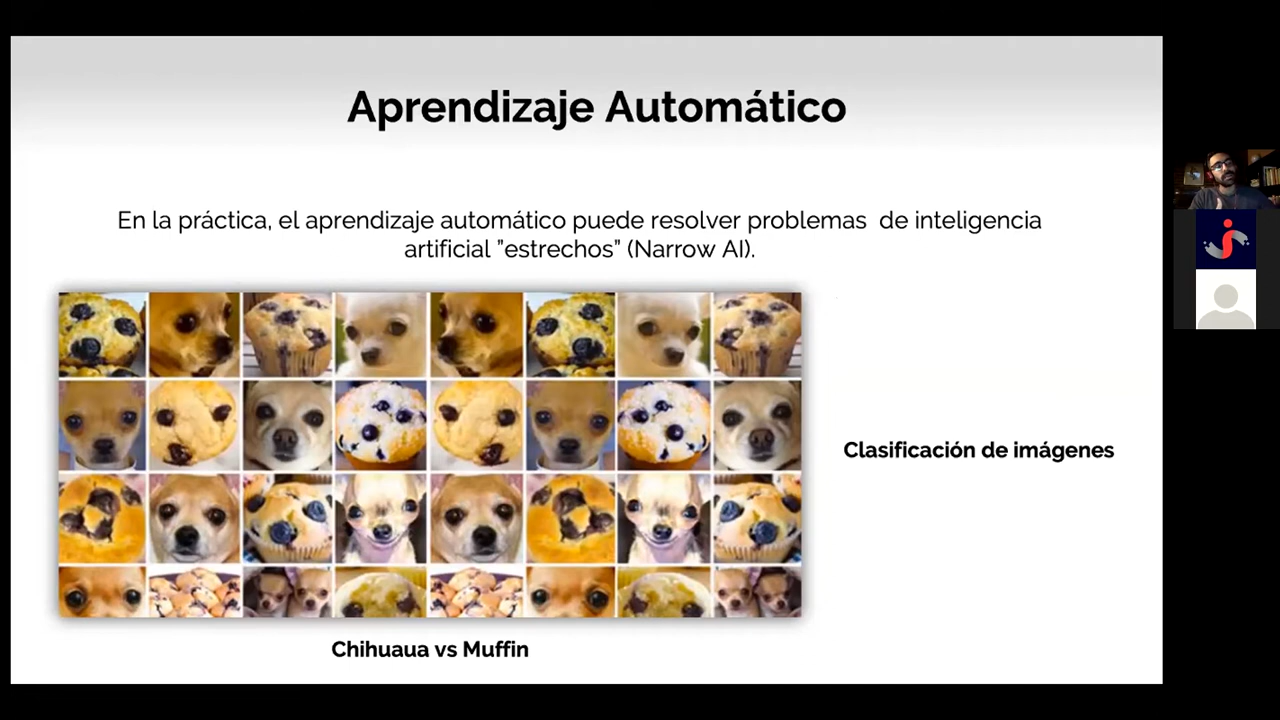 Aprendizaje Automático
En la práctica, el aprendizaje automático puede resolver problemas  de inteligencia
artificial ”estrechos” (Narrow AI).
Clasificación de imágenes
Chihuaua vs Muffin